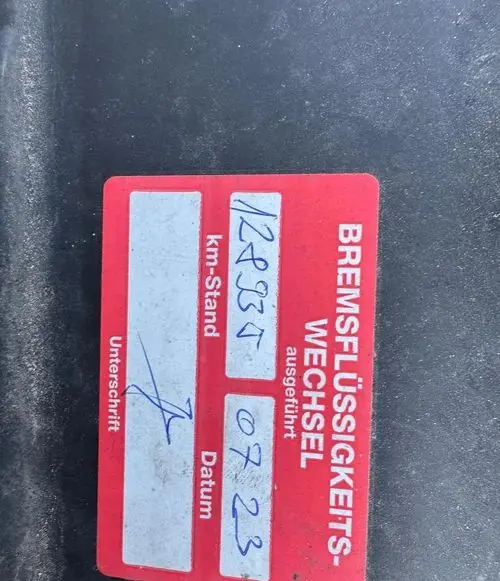 BREMSFLÜSSIGKEITS-
WECHSEL
ausgeführt
128935 07 23
km-Stand Datum
Unterschrift